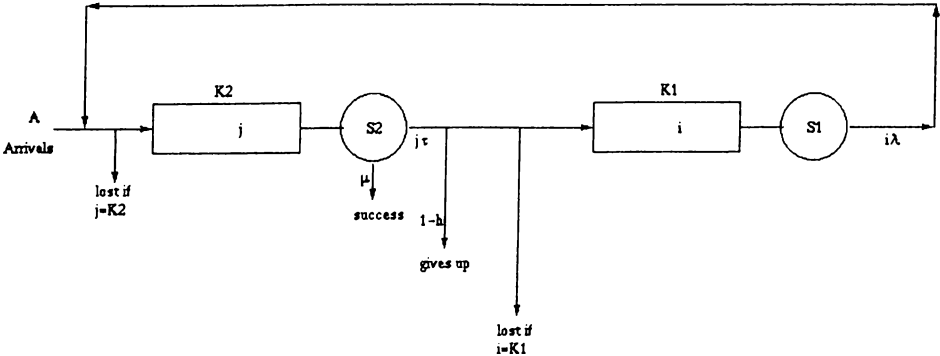 K2
K1
A
Arrivals
j
S2
jτ
i
S1
iλ
lost if
j=K2
μ
success
1-h
gives up
lost if
i=K1